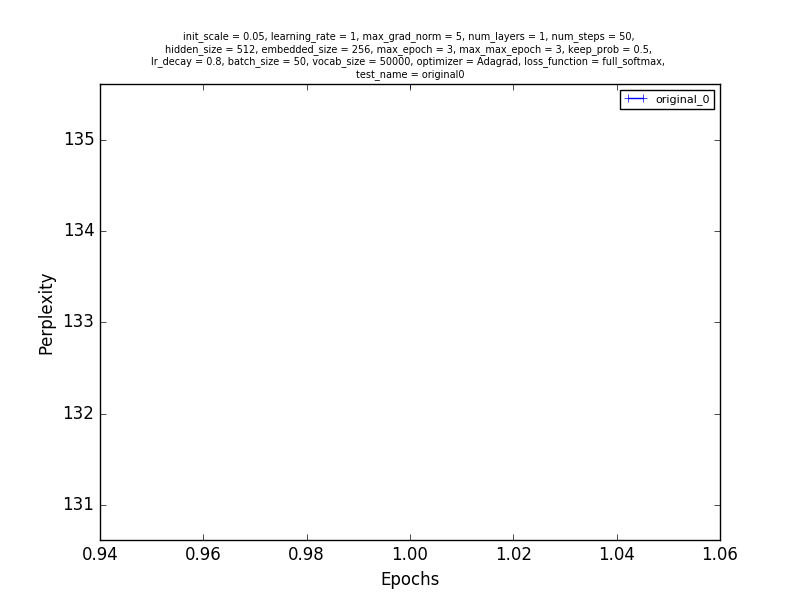 init_scale = 0.05, learning_rate = 1, max_grad_norm = 5, num_layers = 1, num_steps = 50,
hidden_size = 512, embedded_size = 256, max_epoch = 3, max_max_epoch = 3, keep_prob = 0.5,
lr_decay = 0.8, batch_size = 50, vocab_size = 50000, optimizer = Adagrad, loss_function = full_softmax,
test_name = original0
original_0
135
134
133
132
131
Perplexity
0.94 0.96 0.98 1.00 1.02 1.04 1.06
Epochs